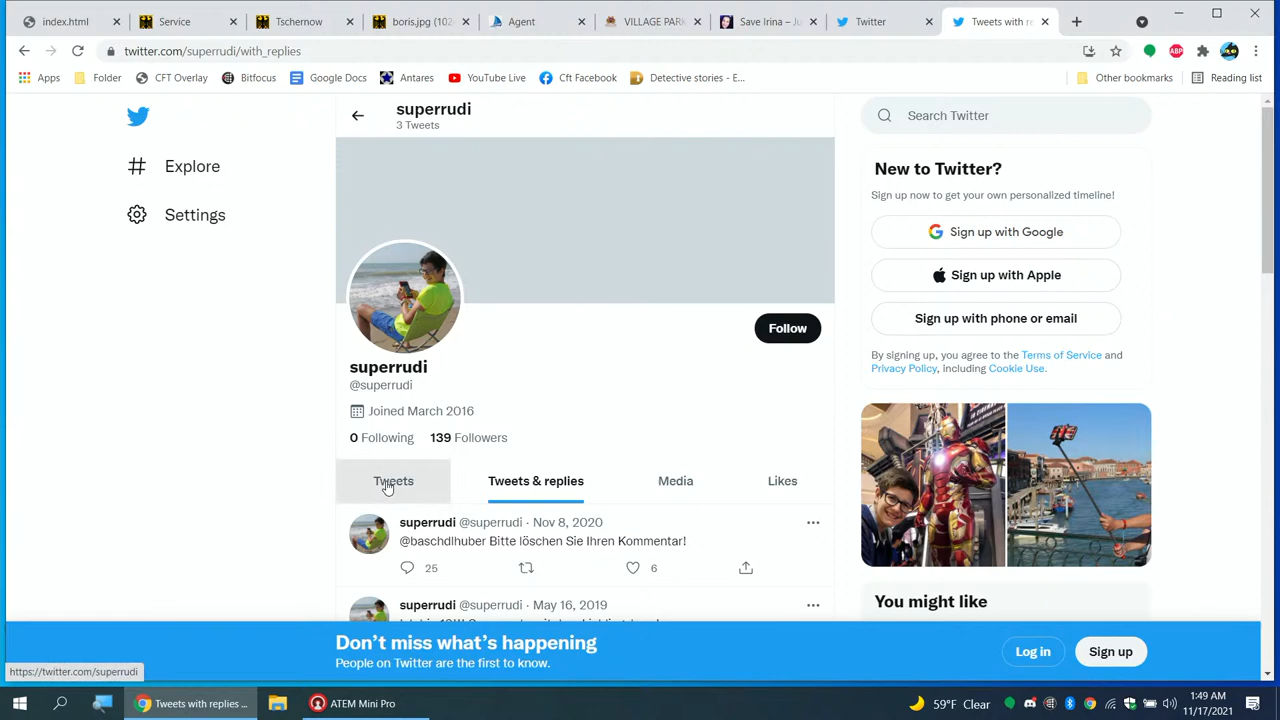 index.html
Service
Tschernow
boris.jpg (102
Agent
VILLAGE PARK
Save Irina – Ju
Twitter
Tweets with re
twitter.com/superrudi/with_replies
Apps
Folder
CFT Overlay
Bitfocus
Google Docs
Antares
YouTube Live
Cft Facebook
Detective stories - E...
Other bookmarks
Reading list
superrudi
3 Tweets
Explore
Settings
Search Twitter
New to Twitter?
Sign up now to get your own personalized timeline!
Sign up with Google
Sign up with Apple
Sign up with phone or email
By signing up, you agree to the Terms of Service and
Privacy Policy, including Cookie Use.
Follow
superrudi
@superrudi
Joined March 2016
0 Following 139 Followers
Tweets
Tweets & replies
Media
Likes
superrudi @superrudi · Nov 8, 2020
@baschdlhuber Bitte löschen Sie Ihren Kommentar!
25
6
superrudi @superrudi · May 16, 2019
You might like
Don't miss what's happening
People on Twitter are the first to know.
Log in
Sign up
https://twitter.com/superrudi
Tweets with replies ...
ATEM Mini Pro
59°F Clear
1:49 AM
11/17/2021